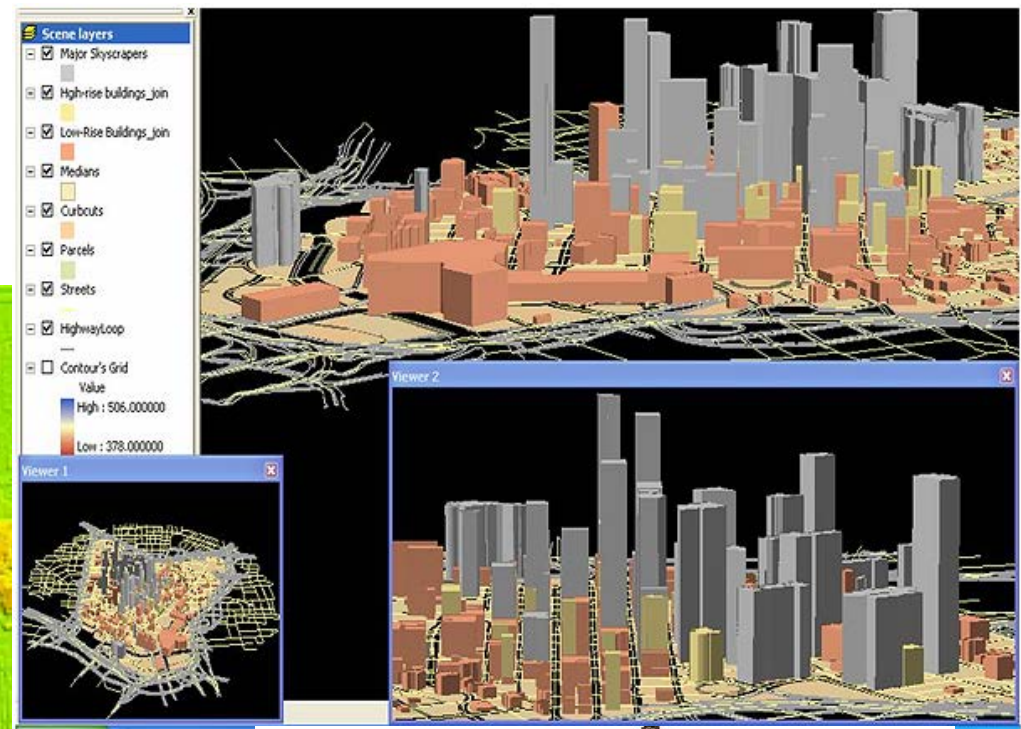 Scene layers
Major Skyscrapers
High-rise buildings_join
Low-Rise Buildings_join
Medians
Curbcuts
Parcels
Streets
HighwayLoop
Contour's Grid
Value
High : 506.000000
Low : 378.000000
Viewer 1
Viewer 2